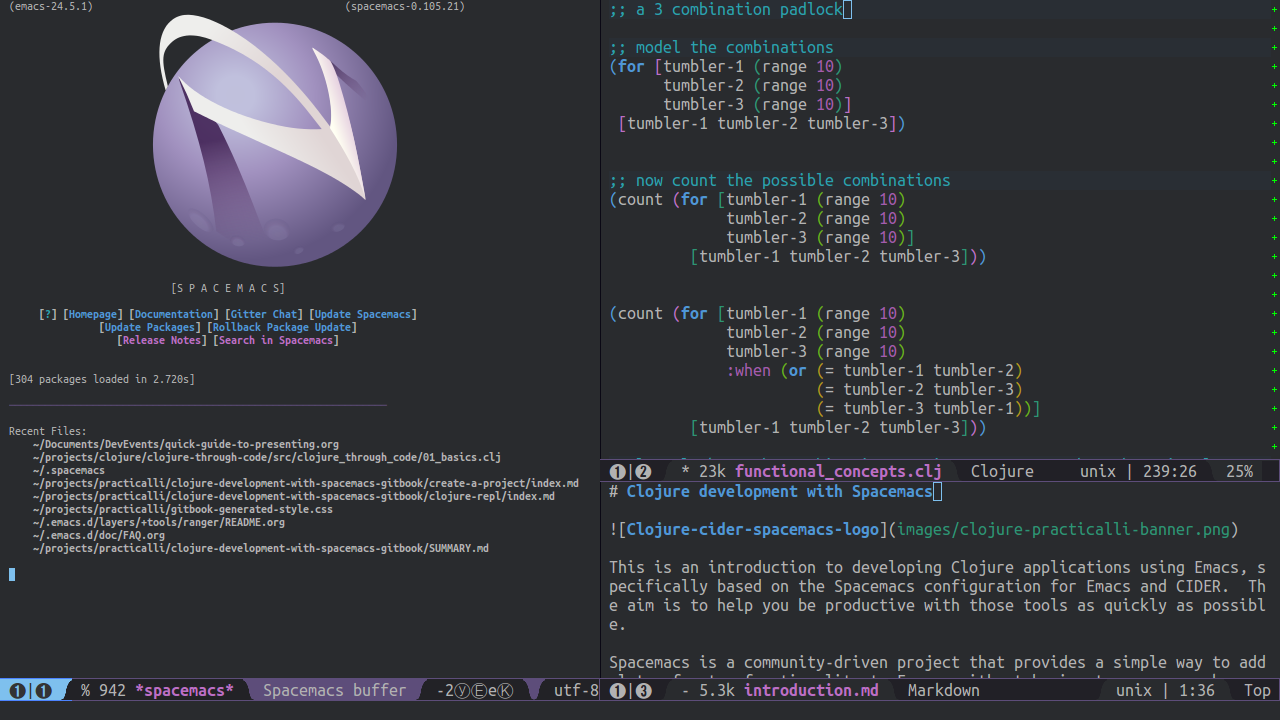 (emacs-24.5.1) (spacemacs-0.105.21)
[S P A C E M A C S]
[?] [Homepage] [Documentation] [Gitter Chat] [Update Spacemacs]
[Update Packages] [Rollback Package Update]
[Release Notes] [Search in Spacemacs]
[304 packages loaded in 2.720s]
Recent Files:
~/Documents/DevEvents/quick-guide-to-presenting.org
~/projects/clojure/clojure-through-code/src/clojure_through_code/01_basics.clj
~/.spacemacs
~/projects/practicalli/clojure-development-with-spacemacs-gitbook/create-a-project/index.md
~/projects/practicalli/clojure-development-with-spacemacs-gitbook/clojure-repl/index.md
~/projects/practicalli/gitbook-generated-style.css
~/.emacs.d/layers/+tools/ranger/README.org
~/.emacs.d/doc/FAQ.org
~/projects/practicalli/clojure-development-with-spacemacs-gitbook/SUMMARY.md
❶|❶ % 942 *spacemacs* Spacemacs buffer -2ⓨⒺeⓀ utf-8
;; a 3 combination padlock
;; model the combinations
(for [tumbler-1 (range 10)
tumbler-2 (range 10)
tumbler-3 (range 10)]
[tumbler-1 tumbler-2 tumbler-3])
;; now count the possible combinations
(count (for [tumbler-1 (range 10)
tumbler-2 (range 10)
tumbler-3 (range 10)]
[tumbler-1 tumbler-2 tumbler-3]))
(count (for [tumbler-1 (range 10)
tumbler-2 (range 10)
tumbler-3 (range 10)
:when (or (= tumbler-1 tumbler-2)
(= tumbler-2 tumbler-3)
(= tumbler-3 tumbler-1))]
[tumbler-1 tumbler-2 tumbler-3]))
❶|❷ * 23k functional_concepts.clj Clojure unix | 239:26 25%
# Clojure development with Spacemacs
![Clojure-cider-spacemacs-logo](images/clojure-practicalli-banner.png)
This is an introduction to developing Clojure applications using Emacs, s
pecifically based on the Spacemacs configuration for Emacs and CIDER.  Th
e aim is to help you be productive with those tools as quickly as possibl
e.
Spacemacs is a community-driven project that provides a simple way to add
❶|❸ - 5.3k introduction.md Markdown unix | 1:36 Top